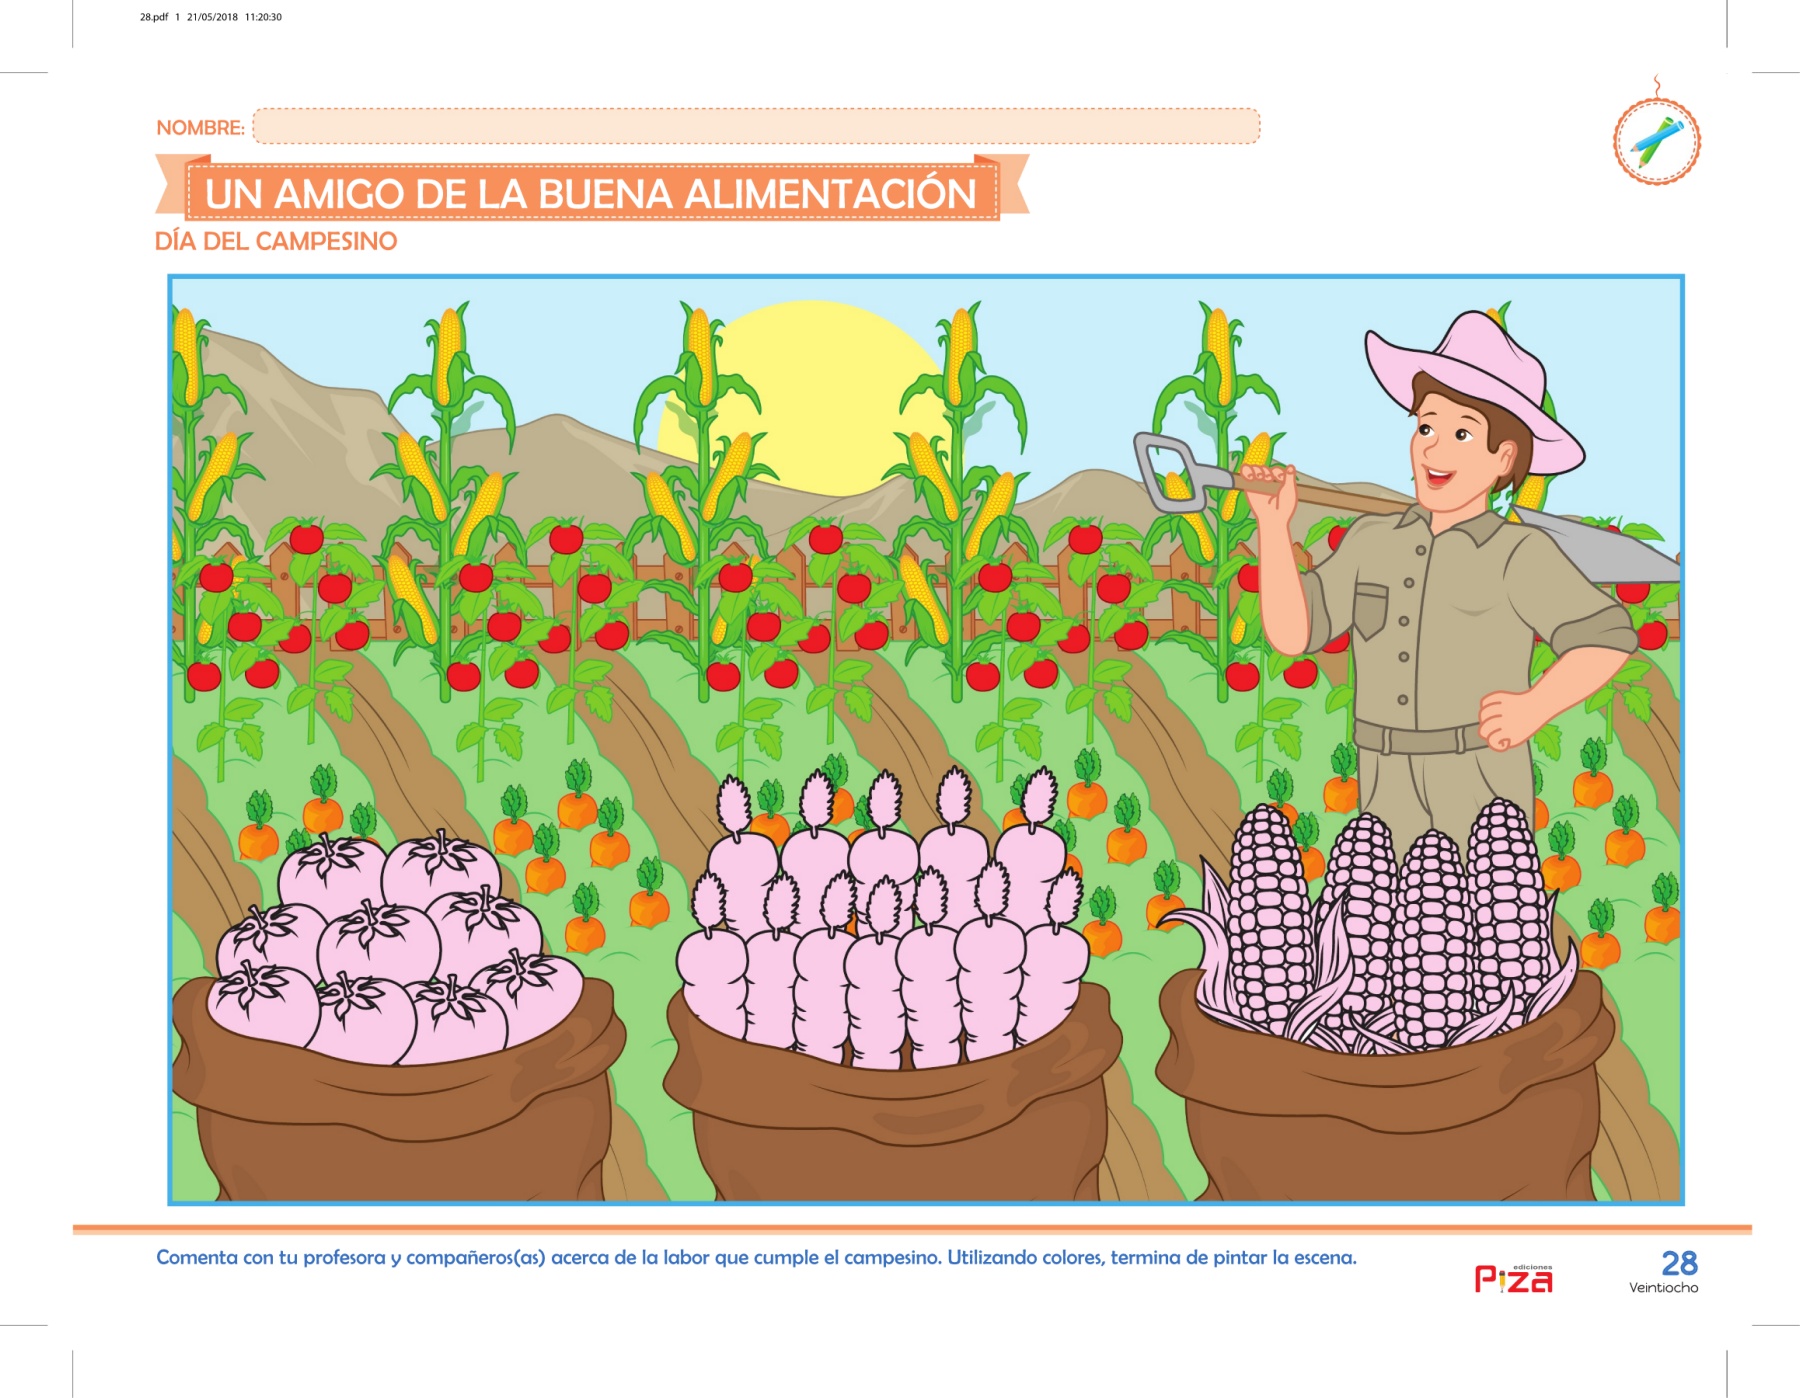 28.pdf 1 21/05/2018 11:20:30
NOMBRE:
UN AMIGO DE LA BUENA ALIMENTACIÓN
DÍA DEL CAMPESINO
Comenta con tu profesora y compañeros(as) acerca de la labor que cumple el campesino. Utilizando colores, termina de pintar la escena.
ediciones
Piza
28
Veintiocho